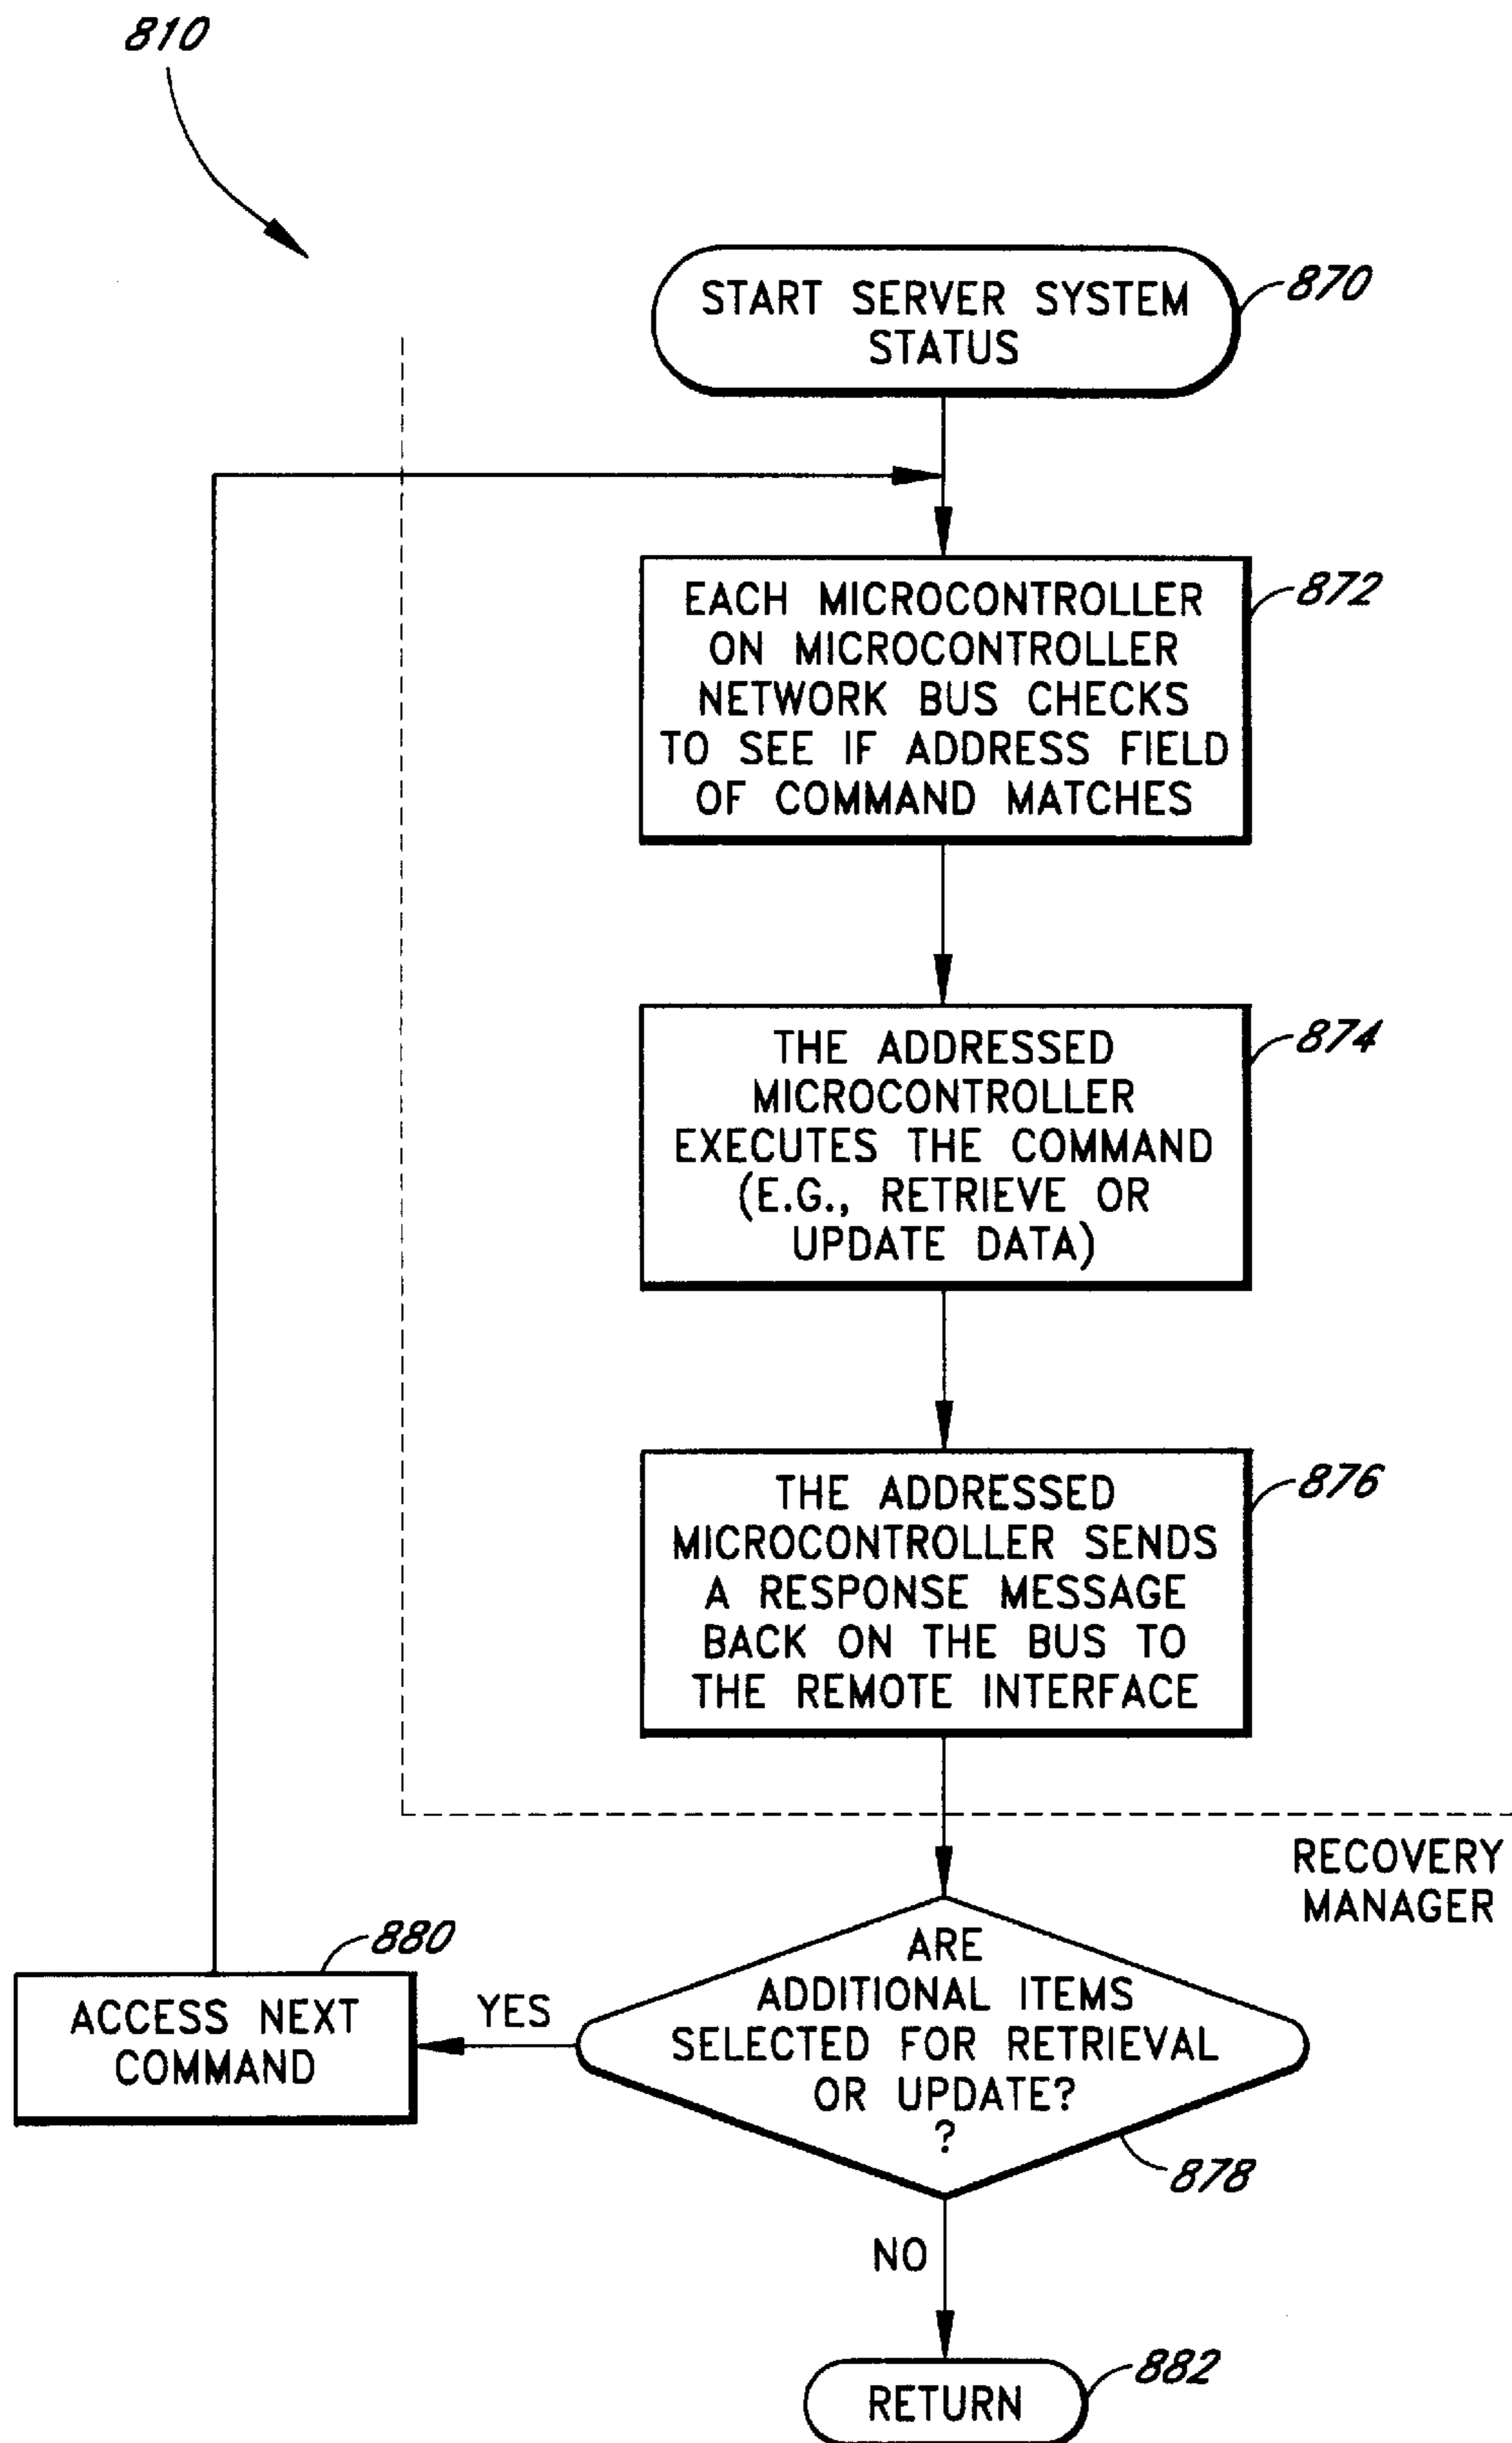 810
START SERVER SYSTEM
STATUS
870
EACH MICROCONTROLLER
ON MICROCONTROLLER
NETWORK BUS CHECKS
TO SEE IF ADDRESS FIELD
OF COMMAND MATCHES
872
THE ADDRESSED
MICROCONTROLLER
EXECUTES THE COMMAND
(E.G., RETRIEVE OR
UPDATE DATA)
874
THE ADDRESSED
MICROCONTROLLER SENDS
A RESPONSE MESSAGE
BACK ON THE BUS TO
THE REMOTE INTERFACE
876
RECOVERY
MANAGER
ARE
ADDITIONAL ITEMS
SELECTED FOR RETRIEVAL
OR UPDATE?
?
878
YES
880
ACCESS NEXT
COMMAND
NO
RETURN
882